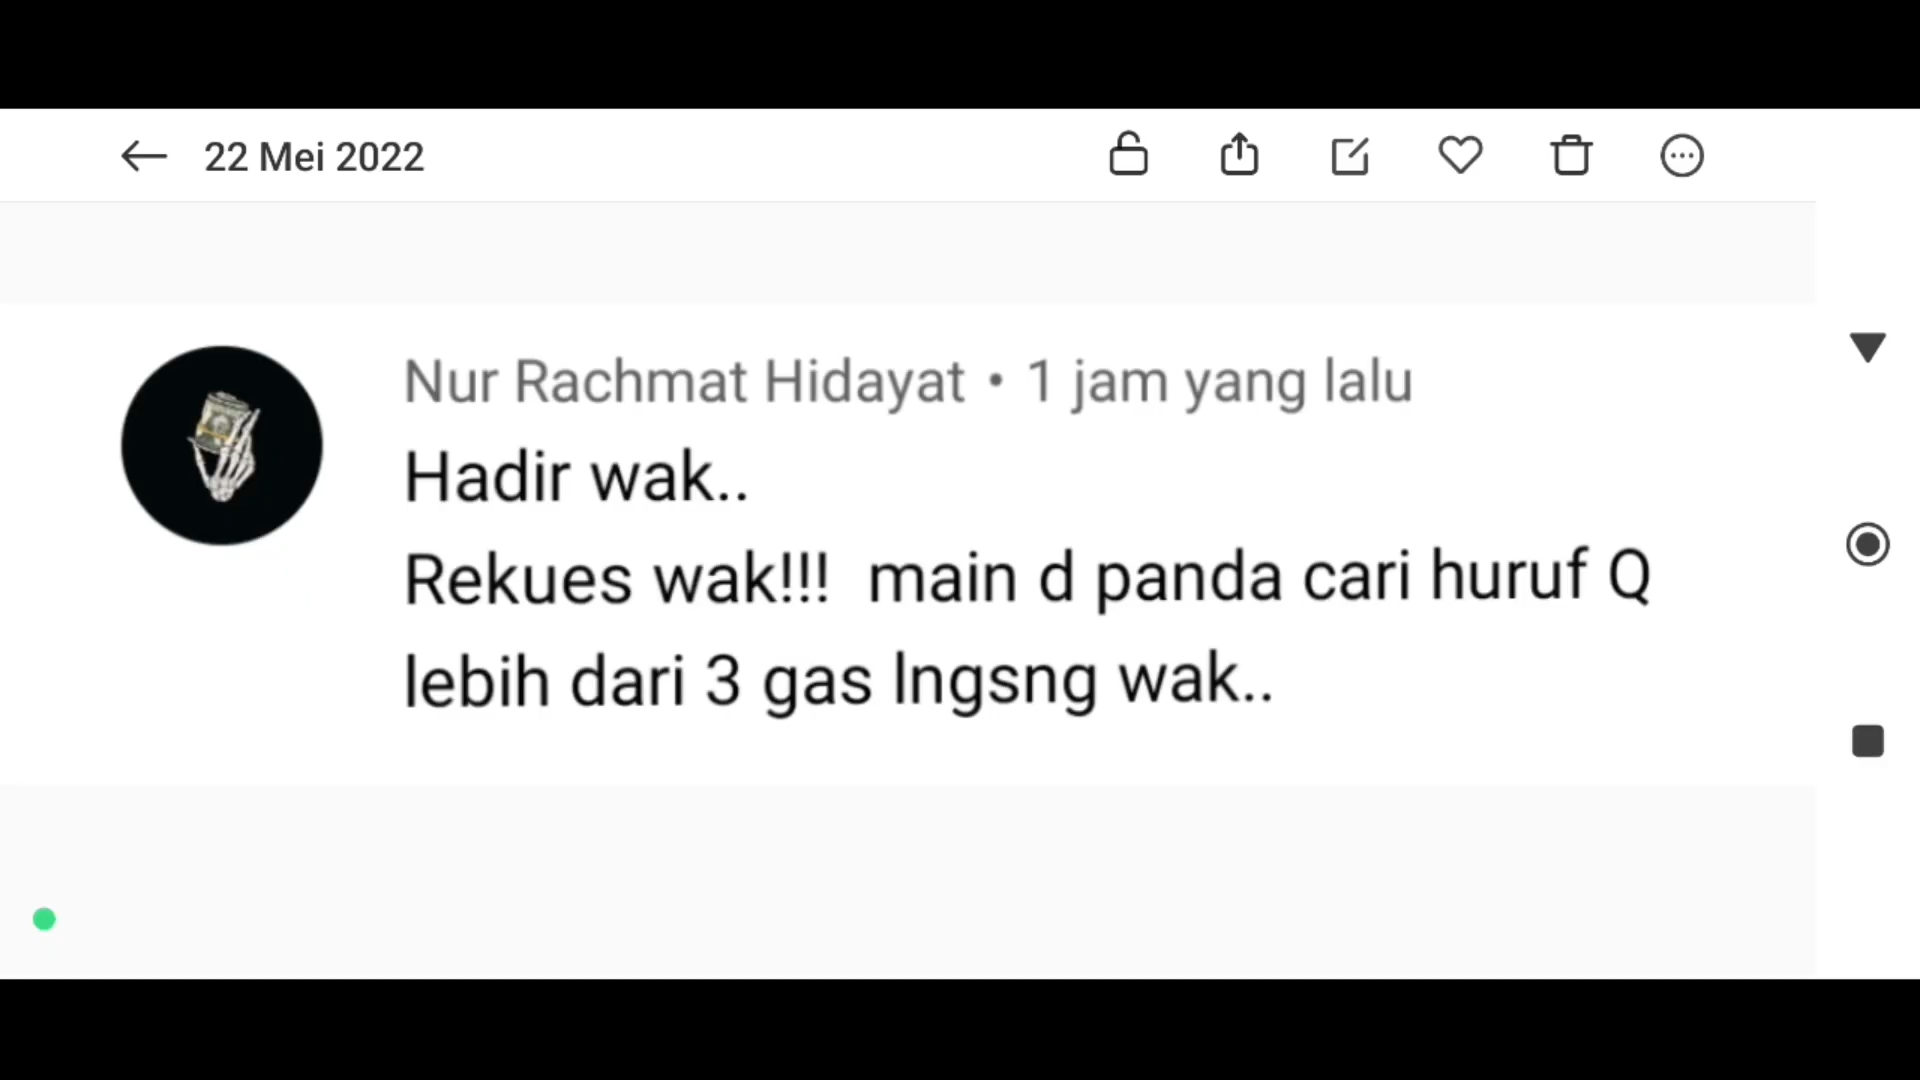 22 Mei 2022
Nur Rachmat Hidayat • 1 jam yang lalu
Hadir wak..
Rekues wak!!!  main d panda cari huruf Q
lebih dari 3 gas lngsng wak..